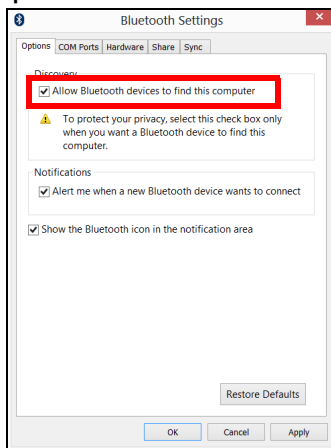 Bluetooth Settings
Options COM Ports Hardware Share Sync
Discovery
Allow Bluetooth devices to find this computer
To protect your privacy, select this check box only
when you want a Bluetooth device to find this
computer.
Notifications
Alert me when a new Bluetooth device wants to connect
Show the Bluetooth icon in the notification area
Restore Defaults
OK Cancel Apply